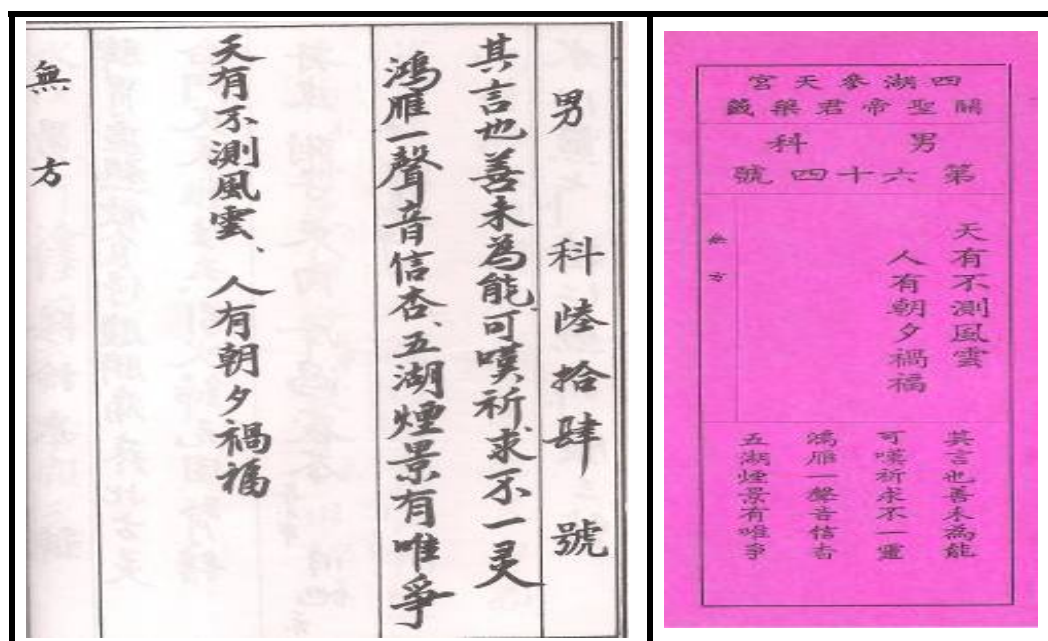 男　科陸拾肆　號
其言也善未為能、可嘆祈求不一灵
鴻雁一聲音信杳、五湖煙景有唯爭
天有不測風雲、人有朝夕禍福
無方
四湖參天宮
關聖帝君藥籤
男　科
第六十四號
天有不測風雲
人有朝夕禍福
無方
其言也善未為能
可嘆祈求不一靈
鴻雁一聲音信杳
五湖煙景有唯爭